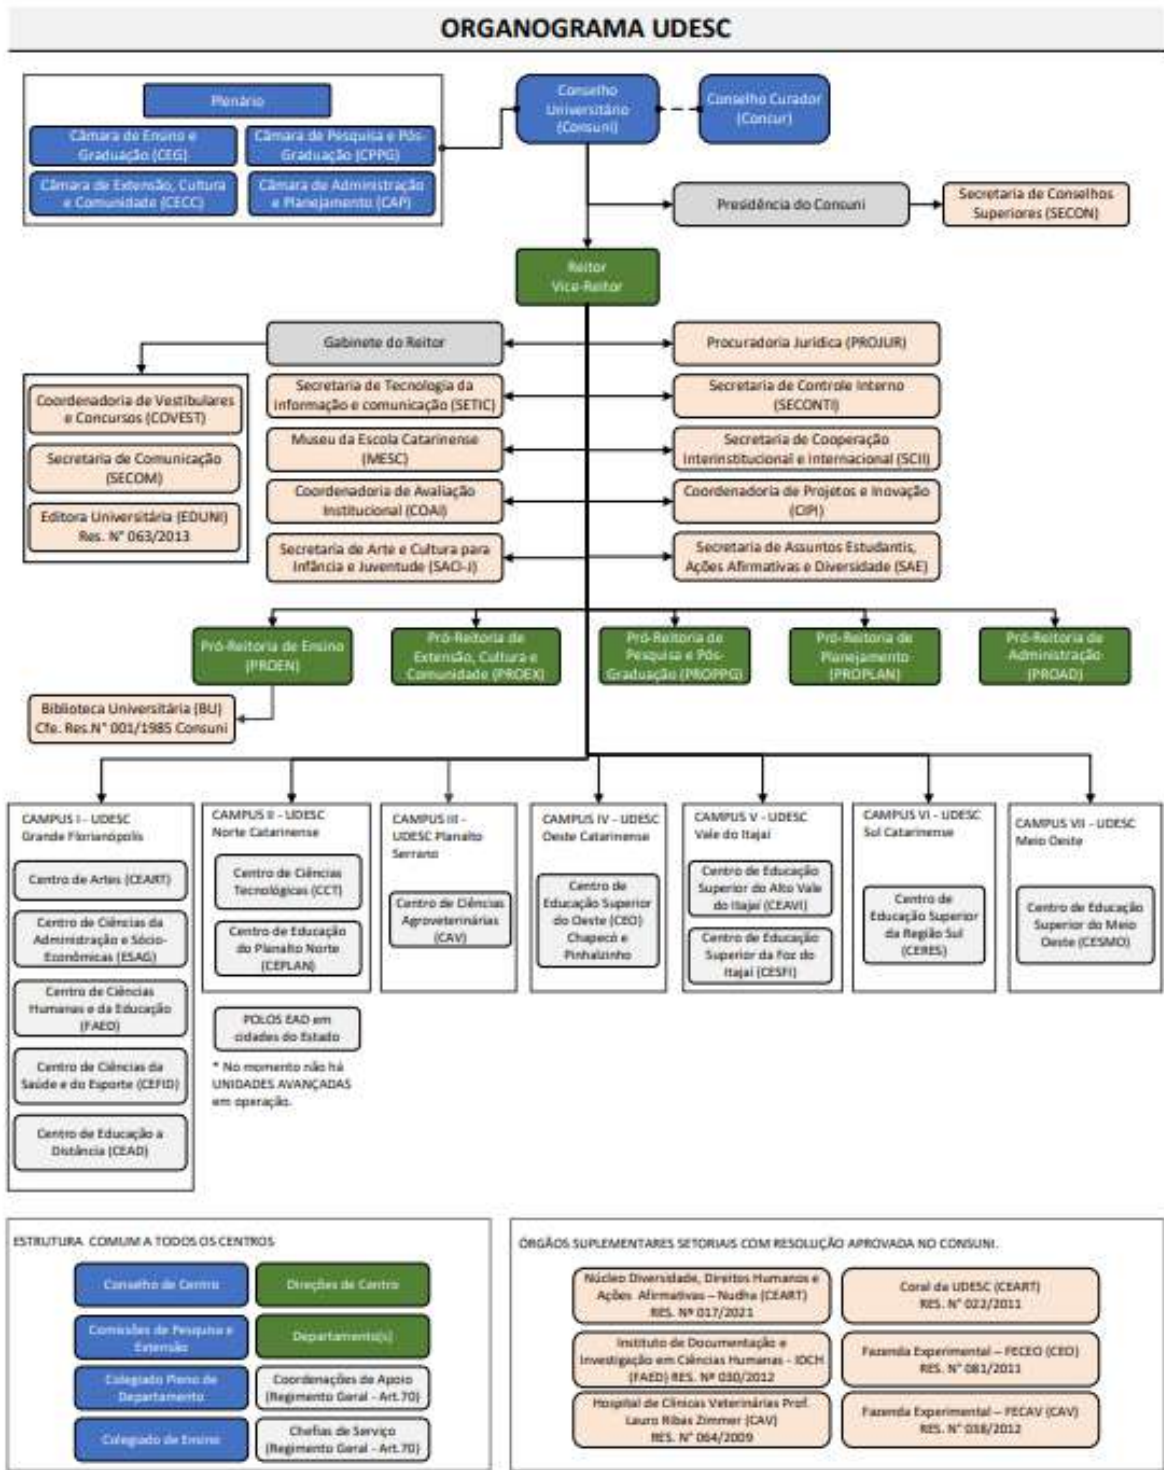 ORGANOGRAMA UDESC
Plenário
Câmara de Ensino e
Graduação (CEG)
Câmara de Pesquisa e Pós-
Graduação (CPPG)
Câmara de Extensão, Cultura
e Comunidade (CECC)
Câmara de Administração
e Planejamento (CAP)
Conselho
Universitário
(Consuni)
Conselho Curador
(Concur)
Presidência do Consuni
Secretaria de Conselhos
Superiores (SECON)
Reitor
Vice-Reitor
Gabinete do Reitor
Procuradoria Jurídica (PROJUR)
Coordenadoria de Vestibulares
e Concursos (COVEST)
Secretaria de Comunicação
(SECOM)
Editora Universitária (EDUNI)
Res. N° 063/2013
Secretaria de Tecnologia da
informação e comunicação (SETIC)
Secretaria de Controle Interno
(SECONTI)
Museu da Escola Catarinense
(MESC)
Secretaria de Cooperação
Interinstitucional e Internacional (SCII)
Coordenadoria de Avaliação
Institucional (COAI)
Coordenadoria de Projetos e Inovação
(CIPI)
Secretaria de Arte e Cultura para
Infância e Juventude (SACI-J)
Secretaria de Assuntos Estudantis,
Ações Afirmativas e Diversidade (SAE)
Pró-Reitoria de Ensino
(PROEN)
Pró-Reitoria de
Extensão, Cultura e
Comunidade (PROEX)
Pró-Reitoria de
Pesquisa e Pós-
Graduação (PROPPG)
Pró-Reitoria de
Planejamento
(PROPLAN)
Pró-Reitoria de
Administração
(PROAD)
Biblioteca Universitária (BU)
Cfe. Res.N° 001/1985 Consuni
CAMPUS I - UDESC
Grande Florianópolis
Centro de Artes (CEART)
Centro de Ciências da
Administração e Sócio-
Econômicas (ESAG)
Centro de Ciências
Humanas e da Educação
(FAED)
Centro de Ciências da
Saúde e do Esporte (CEFID)
Centro de Educação a
Distância (CEAD)
CAMPUS II - UDESC
Norte Catarinense
Centro de Ciências
Tecnológicas (CCT)
Centro de Educação
do Planalto Norte
(CEPLAN)
POLOS EAD em
cidades do Estado
* No momento não há
UNIDADES AVANÇADAS
em operação.
CAMPUS III -
UDESC Planalto
Serrano
Centro de Ciências
Agroveterinárias
(CAV)
CAMPUS IV - UDESC
Oeste Catarinense
Centro de
Educação Superior
do Oeste (CEO)
Chapecó e
Pinhalzinho
CAMPUS V - UDESC
Vale do Itajaí
Centro de Educação
Superior do Alto Vale
do Itajaí (CEAVI)
Centro de Educação
Superior da Foz do
Itajaí (CESFI)
CAMPUS VI - UDESC
Sul Catarinense
Centro de
Educação Superior
da Região Sul
(CERES)
CAMPUS VII - UDESC
Meio Oeste
Centro de Educação
Superior do Meio
Oeste (CESMO)
ESTRUTURA COMUM A TODOS OS CENTROS
Conselho de Centro
Direções de Centro
Comissões de Pesquisa e
Extensão
Departamento(s)
Colegiado Pleno de
Departamento
Coordenações de Apoio
(Regimento Geral - Art.70)
Colegiado de Ensino
Chefias de Serviço
(Regimento Geral - Art.70)
ÓRGÃOS SUPLEMENTARES SETORIAIS COM RESOLUÇÃO APROVADA NO CONSUNI.
Núcleo Diversidade, Direitos Humanos e
Ações Afirmativas – Nudha (CEART)
RES. Nº 017/2021
Coral da UDESC (CEART)
RES. N° 022/2011
Instituto de Documentação e
Investigação em Ciências Humanas - IDCH
(FAED) RES. Nº 030/2012
Fazenda Experimental – FECEO (CEO)
RES. N° 081/2011
Hospital de Clínicas Veterinárias Prof.
Lauro Ribas Zimmer (CAV)
RES. N° 064/2009
Fazenda Experimental – FECAV (CAV)
RES. N° 038/2012